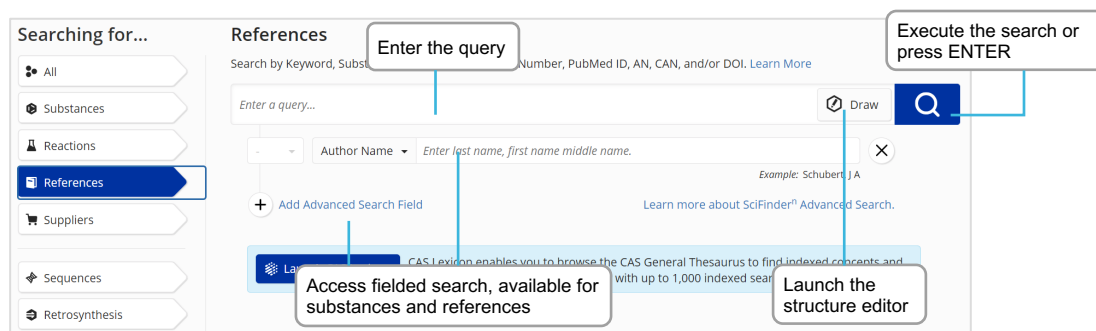 Searching for...
All
Substances
Reactions
References
Suppliers
Sequences
Retrosynthesis
References
Enter the query
Execute the search or
press ENTER
Search by Keyword, Subst Number, PubMed ID, AN, CAN, and/or DOI. Learn More
Enter a query...
Draw
- Author Name Enter last name, first name middle name.
Example: Schubert, J A
+ Add Advanced Search Field
Learn more about SciFinderⁿ Advanced Search.
CAS Lexicon enables you to browse the CAS General Thesaurus to find indexed concepts and
with up to 1,000 indexed sear
Access fielded search, available for
substances and references
Launch the
structure editor